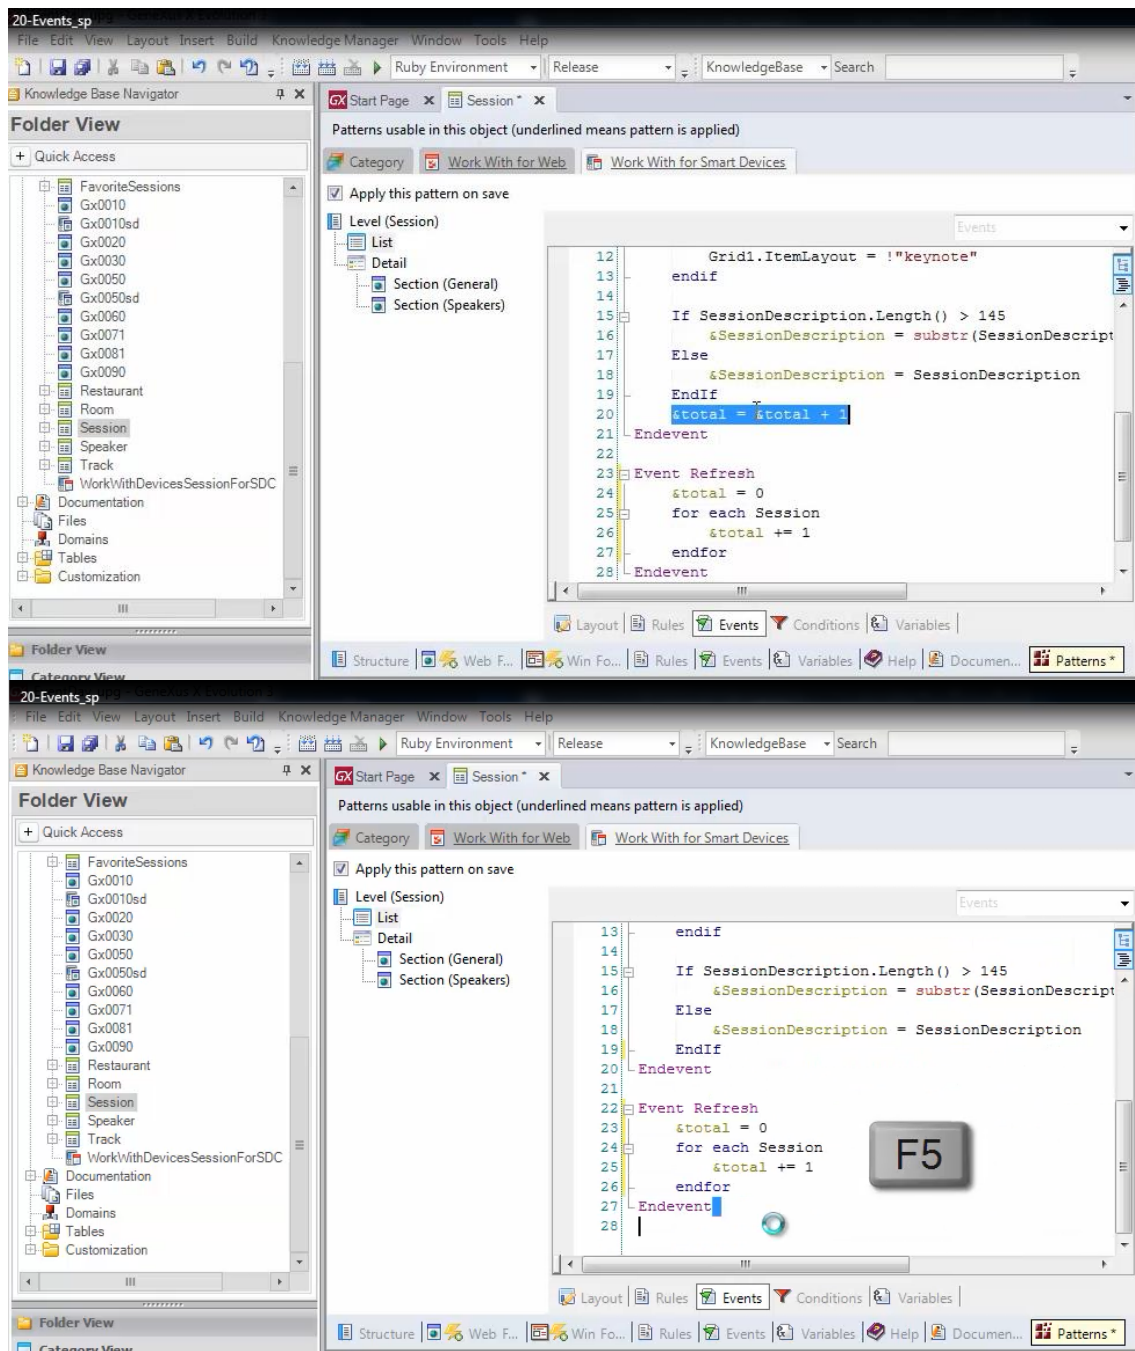 20-Events_sp
File Edit View Layout Insert Build Knowledge Manager Window Tools Help
Ruby Environment Release KnowledgeBase Search
Knowledge Base Navigator
Start Page Session *
Folder View
Patterns usable in this object (underlined means pattern is applied)
+ Quick Access
Category Work With for Web Work With for Smart Devices
Apply this pattern on save
FavoriteSessions
Gx0010
Gx0010sd
Gx0020
Gx0030
Gx0050
Gx0050sd
Gx0060
Gx0071
Gx0081
Gx0090
Restaurant
Room
Session
Speaker
Track
WorkWithDevicesSessionForSDC
Documentation
Files
Domains
Tables
Customization
Folder View
Category View
Level (Session)
List
Detail
Section (General)
Section (Speakers)
Events
12 Grid1.ItemLayout = !"keynote"
13 endif
14
15 If SessionDescription.Length() > 145
16 &SessionDescription = substr(SessionDescript
17 Else
18 &SessionDescription = SessionDescription
19 EndIf
20 &total = &total + 1
21 Endevent
22
23 Event Refresh
24 &total = 0
25 for each Session
26 &total += 1
27 endfor
28 Endevent
Layout Rules Events Conditions Variables
Structure Web F... Win Fo... Rules Events Variables Help Documen... Patterns *
20-Events_sp
File Edit View Layout Insert Build Knowledge Manager Window Tools Help
Ruby Environment Release KnowledgeBase Search
Knowledge Base Navigator
Start Page Session *
Folder View
Patterns usable in this object (underlined means pattern is applied)
+ Quick Access
Category Work With for Web Work With for Smart Devices
Apply this pattern on save
FavoriteSessions
Gx0010
Gx0010sd
Gx0020
Gx0030
Gx0050
Gx0050sd
Gx0060
Gx0071
Gx0081
Gx0090
Restaurant
Room
Session
Speaker
Track
WorkWithDevicesSessionForSDC
Documentation
Files
Domains
Tables
Customization
Folder View
Category View
Level (Session)
List
Detail
Section (General)
Section (Speakers)
Events
13 endif
14
15 If SessionDescription.Length() > 145
16 &SessionDescription = substr(SessionDescript
17 Else
18 &SessionDescription = SessionDescription
19 EndIf
20 Endevent
21
22 Event Refresh
23 &total = 0
24 for each Session
25 &total += 1
26 endfor
27 Endevent
28
F5
Layout Rules Events Conditions Variables
Structure Web F... Win Fo... Rules Events Variables Help Documen... Patterns *